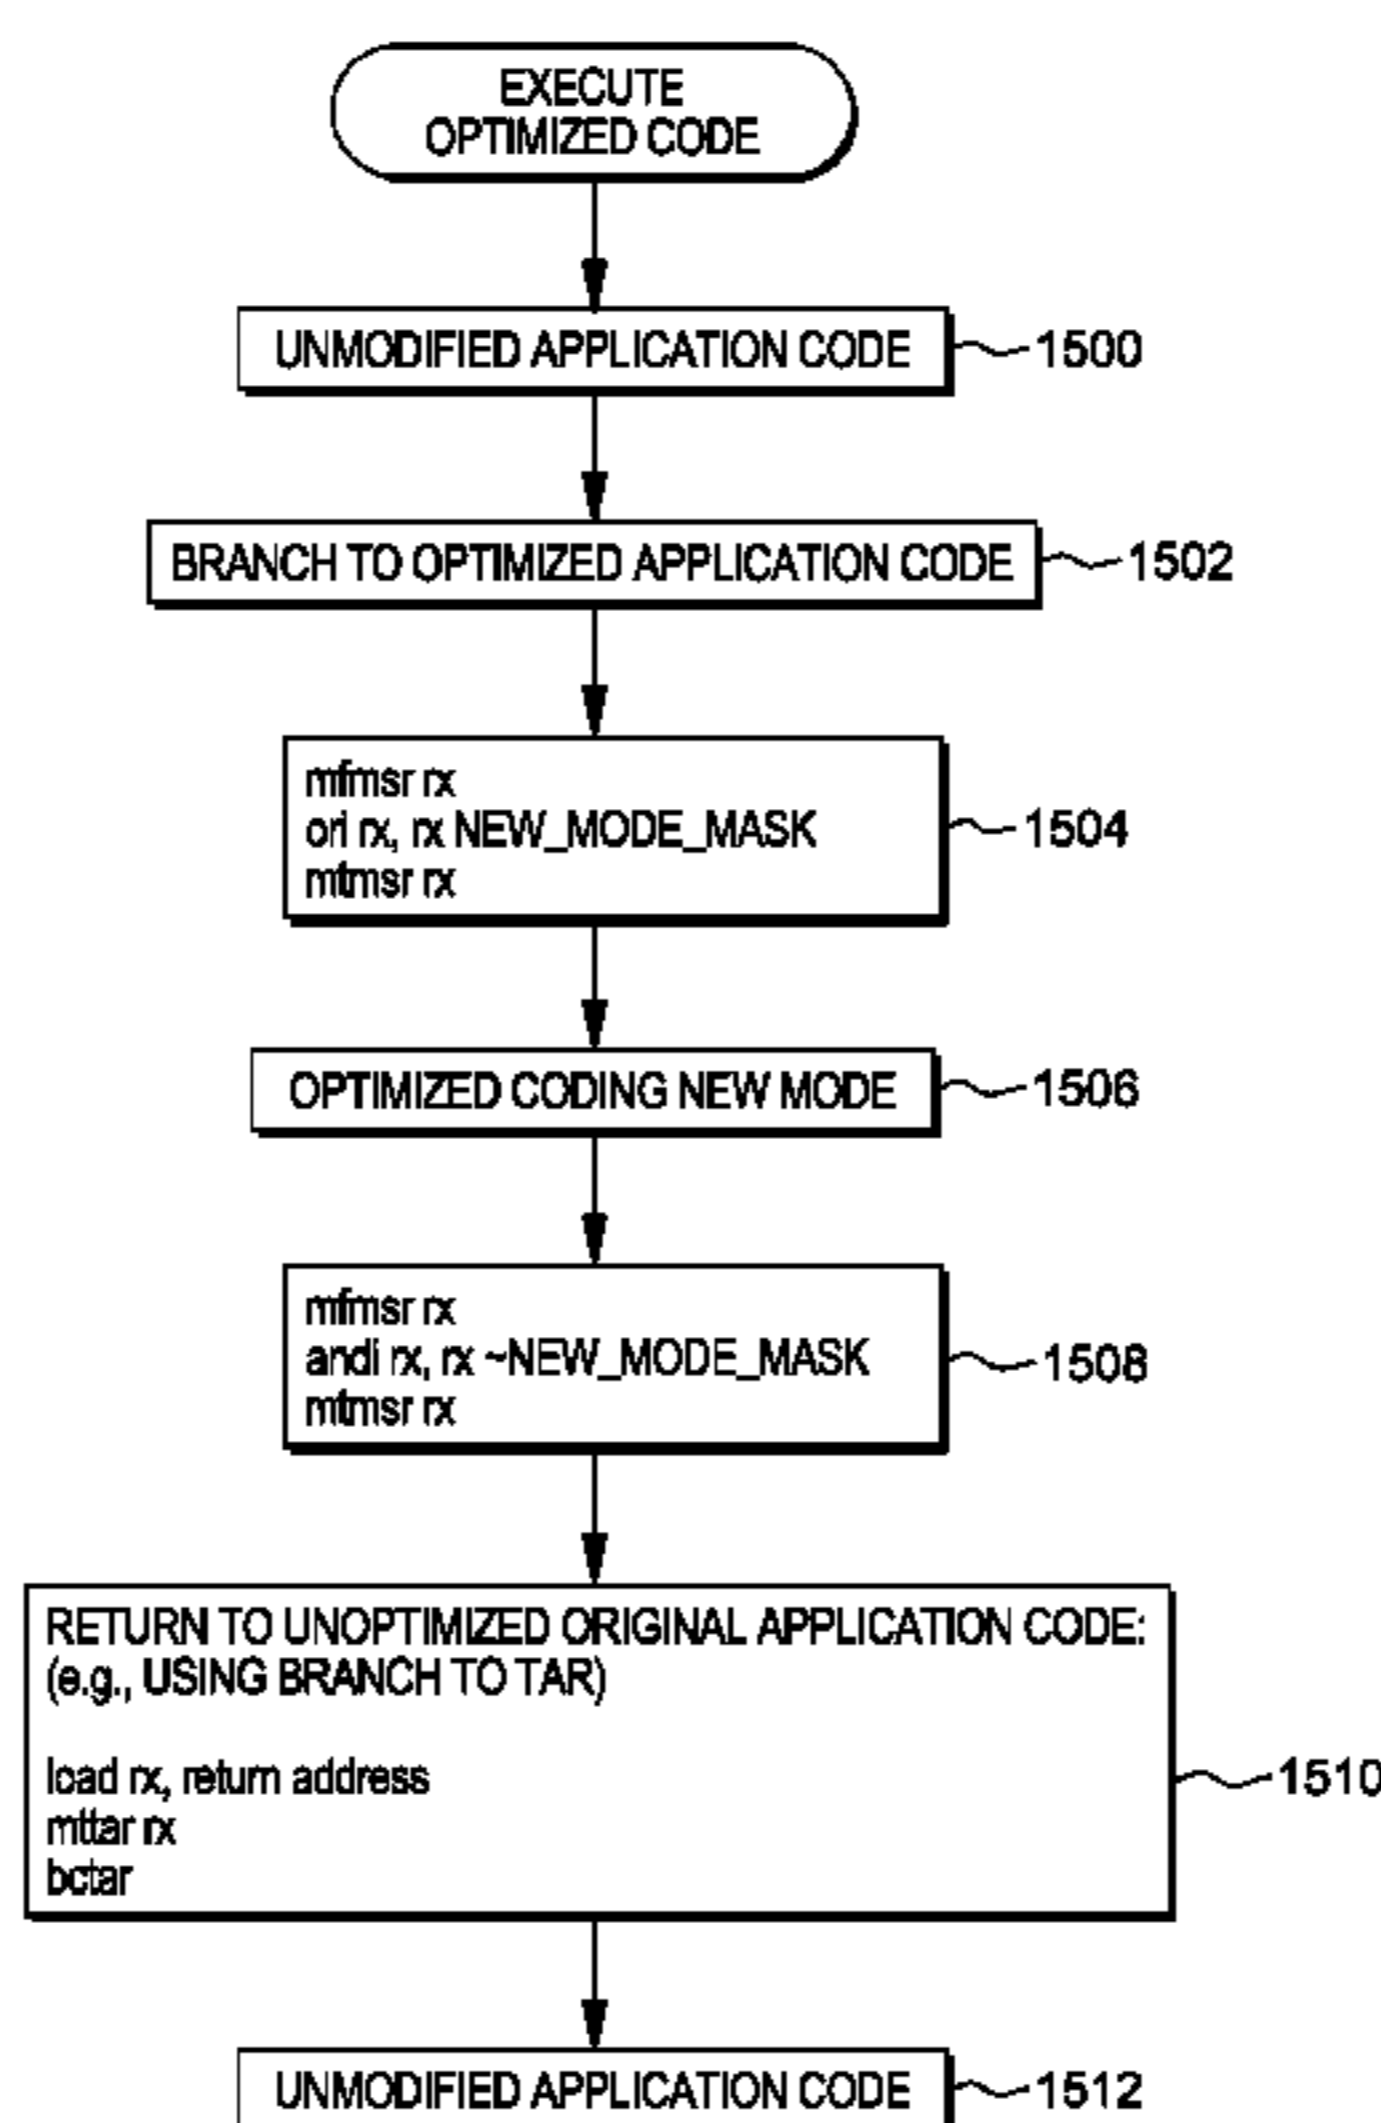 EXECUTE
OPTIMIZED CODE
UNMODIFIED APPLICATION CODE
1500
BRANCH TO OPTIMIZED APPLICATION CODE
1502
mfmsr rx
ori rx, rx NEW_MODE_MASK
mtmsr rx
1504
OPTIMIZED CODING NEW MODE
1506
mfmsr rx
andi rx, rx ~NEW_MODE_MASK
mtmsr rx
1508
RETURN TO UNOPTIMIZED ORIGINAL APPLICATION CODE:
(e.g., USING BRANCH TO TAR)
load rx, return address
mttar rx
bctar
1510
UNMODIFIED APPLICATION CODE
1512